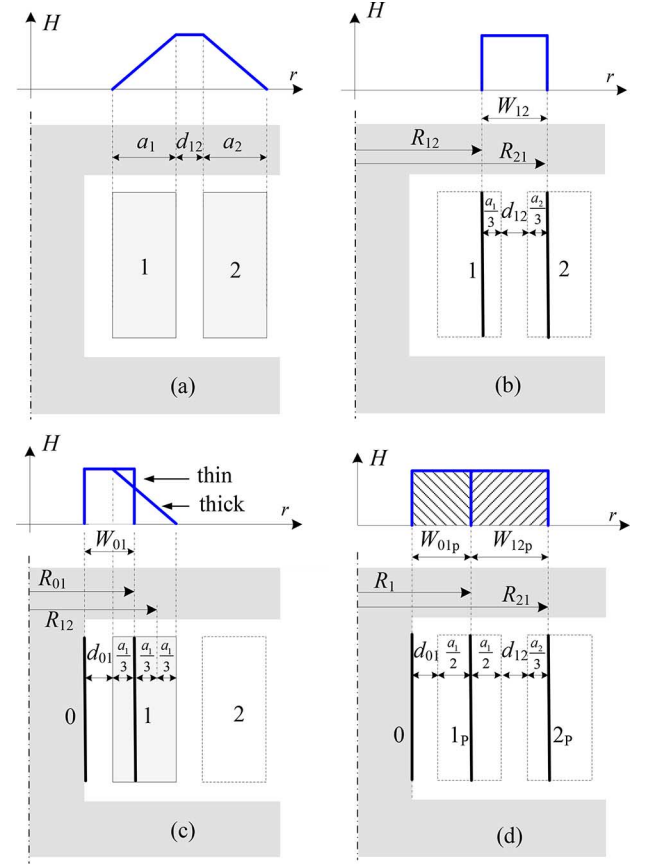 H
r
a₁ d₁₂ a₂
1 2
(a)
H
r
W₁₂
R₁₂
R₂₁
a₁/3 d₁₂ a₂/3
1 2
(b)
H
thin
thick
r
W₀₁
R₀₁
R₁₂
d₀₁ a₁/3 a₁/3 a₁/3
0 1 2
(c)
H
r
W₀₁ₚ W₁₂ₚ
R₁
R₂₁
d₀₁ a₁/2 a₁/2 d₁₂ a₂/3
0 1P 2P
(d)